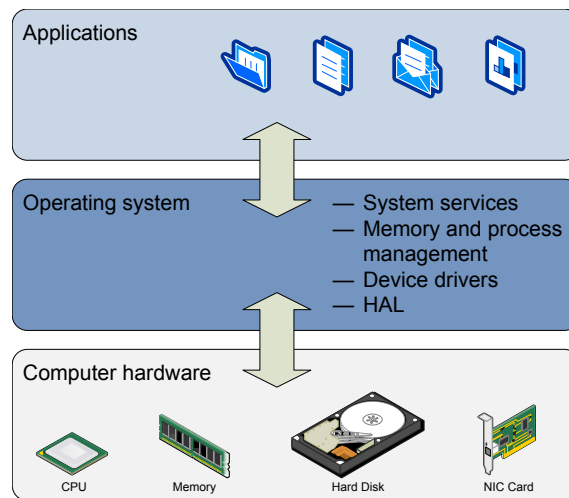 Applications
Operating system
— System services
— Memory and process
management
— Device drivers
— HAL
Computer hardware
CPU
Memory
Hard Disk
NIC Card